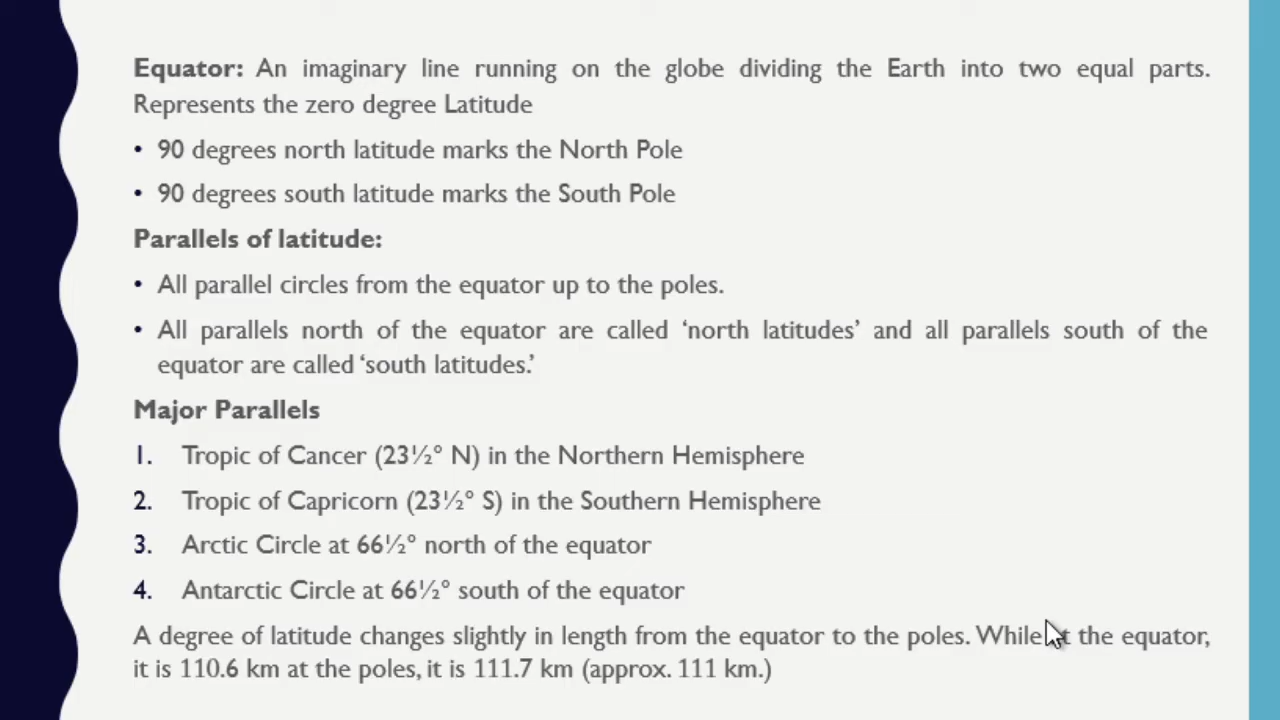 Equator: An imaginary line running on the globe dividing the Earth into two equal parts.
Represents the zero degree Latitude
• 90 degrees north latitude marks the North Pole
• 90 degrees south latitude marks the South Pole
Parallels of latitude:
• All parallel circles from the equator up to the poles.
• All parallels north of the equator are called ‘north latitudes’ and all parallels south of the
equator are called ‘south latitudes.’
Major Parallels
1. Tropic of Cancer (23½° N) in the Northern Hemisphere
2. Tropic of Capricorn (23½° S) in the Southern Hemisphere
3. Arctic Circle at 66½° north of the equator
4. Antarctic Circle at 66½° south of the equator
A degree of latitude changes slightly in length from the equator to the poles. While the equator,
it is 110.6 km at the poles, it is 111.7 km (approx. 111 km.)